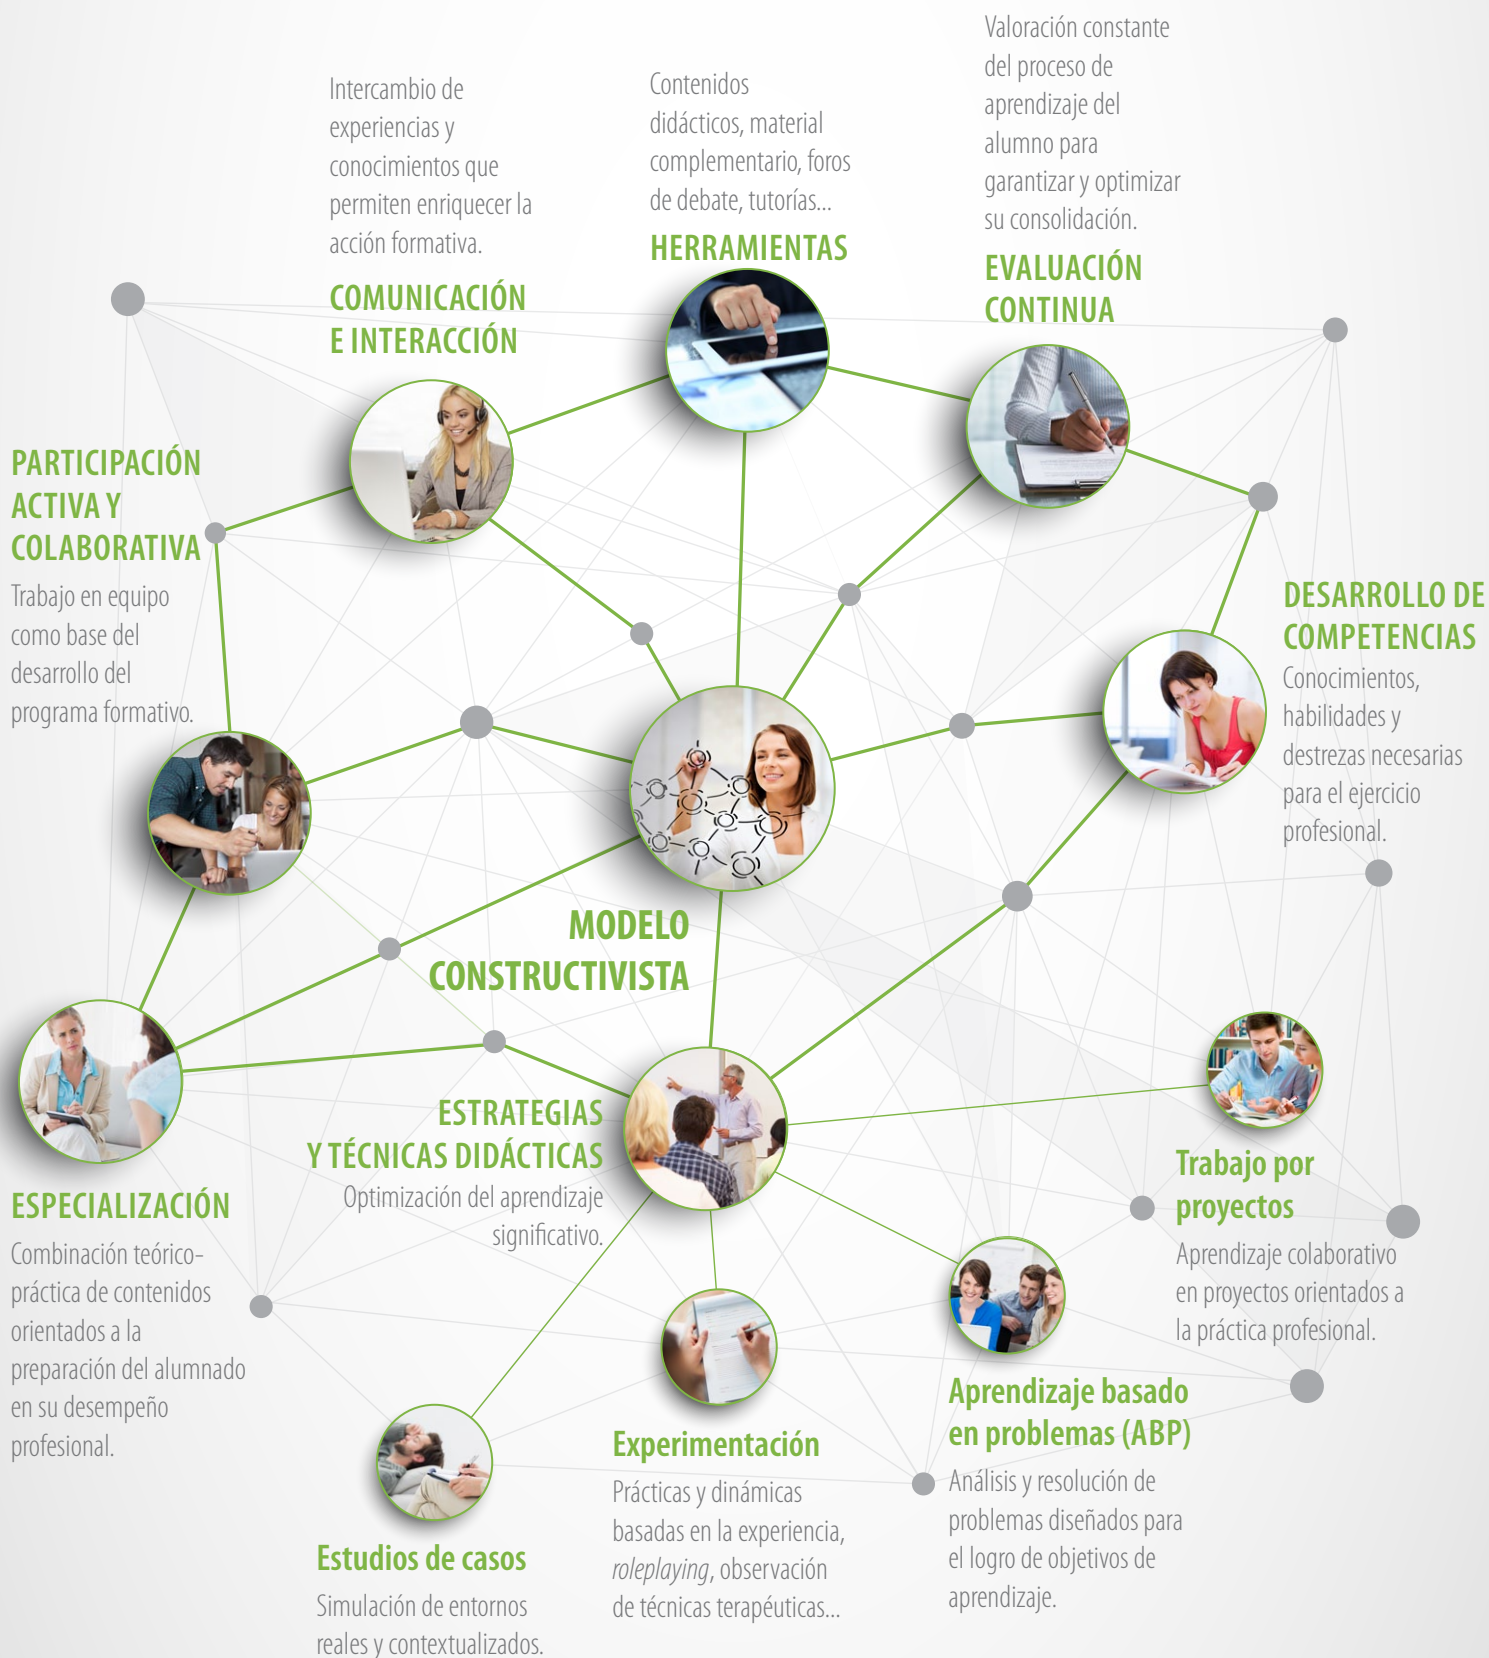 Intercambio de
experiencias y
conocimientos que
permiten enriquecer la
acción formativa.
COMUNICACIÓN
E INTERACCIÓN
Contenidos
didácticos, material
complementario, foros
de debate, tutorías...
HERRAMIENTAS
Valoración constante
del proceso de
aprendizaje del
alumno para
garantizar y optimizar
su consolidación.
EVALUACIÓN
CONTINUA
PARTICIPACIÓN
ACTIVA Y
COLABORATIVA
Trabajo en equipo
como base del
desarrollo del
programa formativo.
DESARROLLO DE
COMPETENCIAS
Conocimientos,
habilidades y
destrezas necesarias
para el ejercicio
profesional.
MODELO
CONSTRUCTIVISTA
ESPECIALIZACIÓN
Combinación teórico-
práctica de contenidos
orientados a la
preparación del alumnado
en su desempeño
profesional.
ESTRATEGIAS
Y TÉCNICAS DIDÁCTICAS
Optimización del aprendizaje
significativo.
Trabajo por
proyectos
Aprendizaje colaborativo
en proyectos orientados a
la práctica profesional.
Aprendizaje basado
en problemas (ABP)
Análisis y resolución de
problemas diseñados para
el logro de objetivos de
aprendizaje.
Experimentación
Prácticas y dinámicas
basadas en la experiencia,
roleplaying, observación
de técnicas terapéuticas...
Estudios de casos
Simulación de entornos
reales y contextualizados.